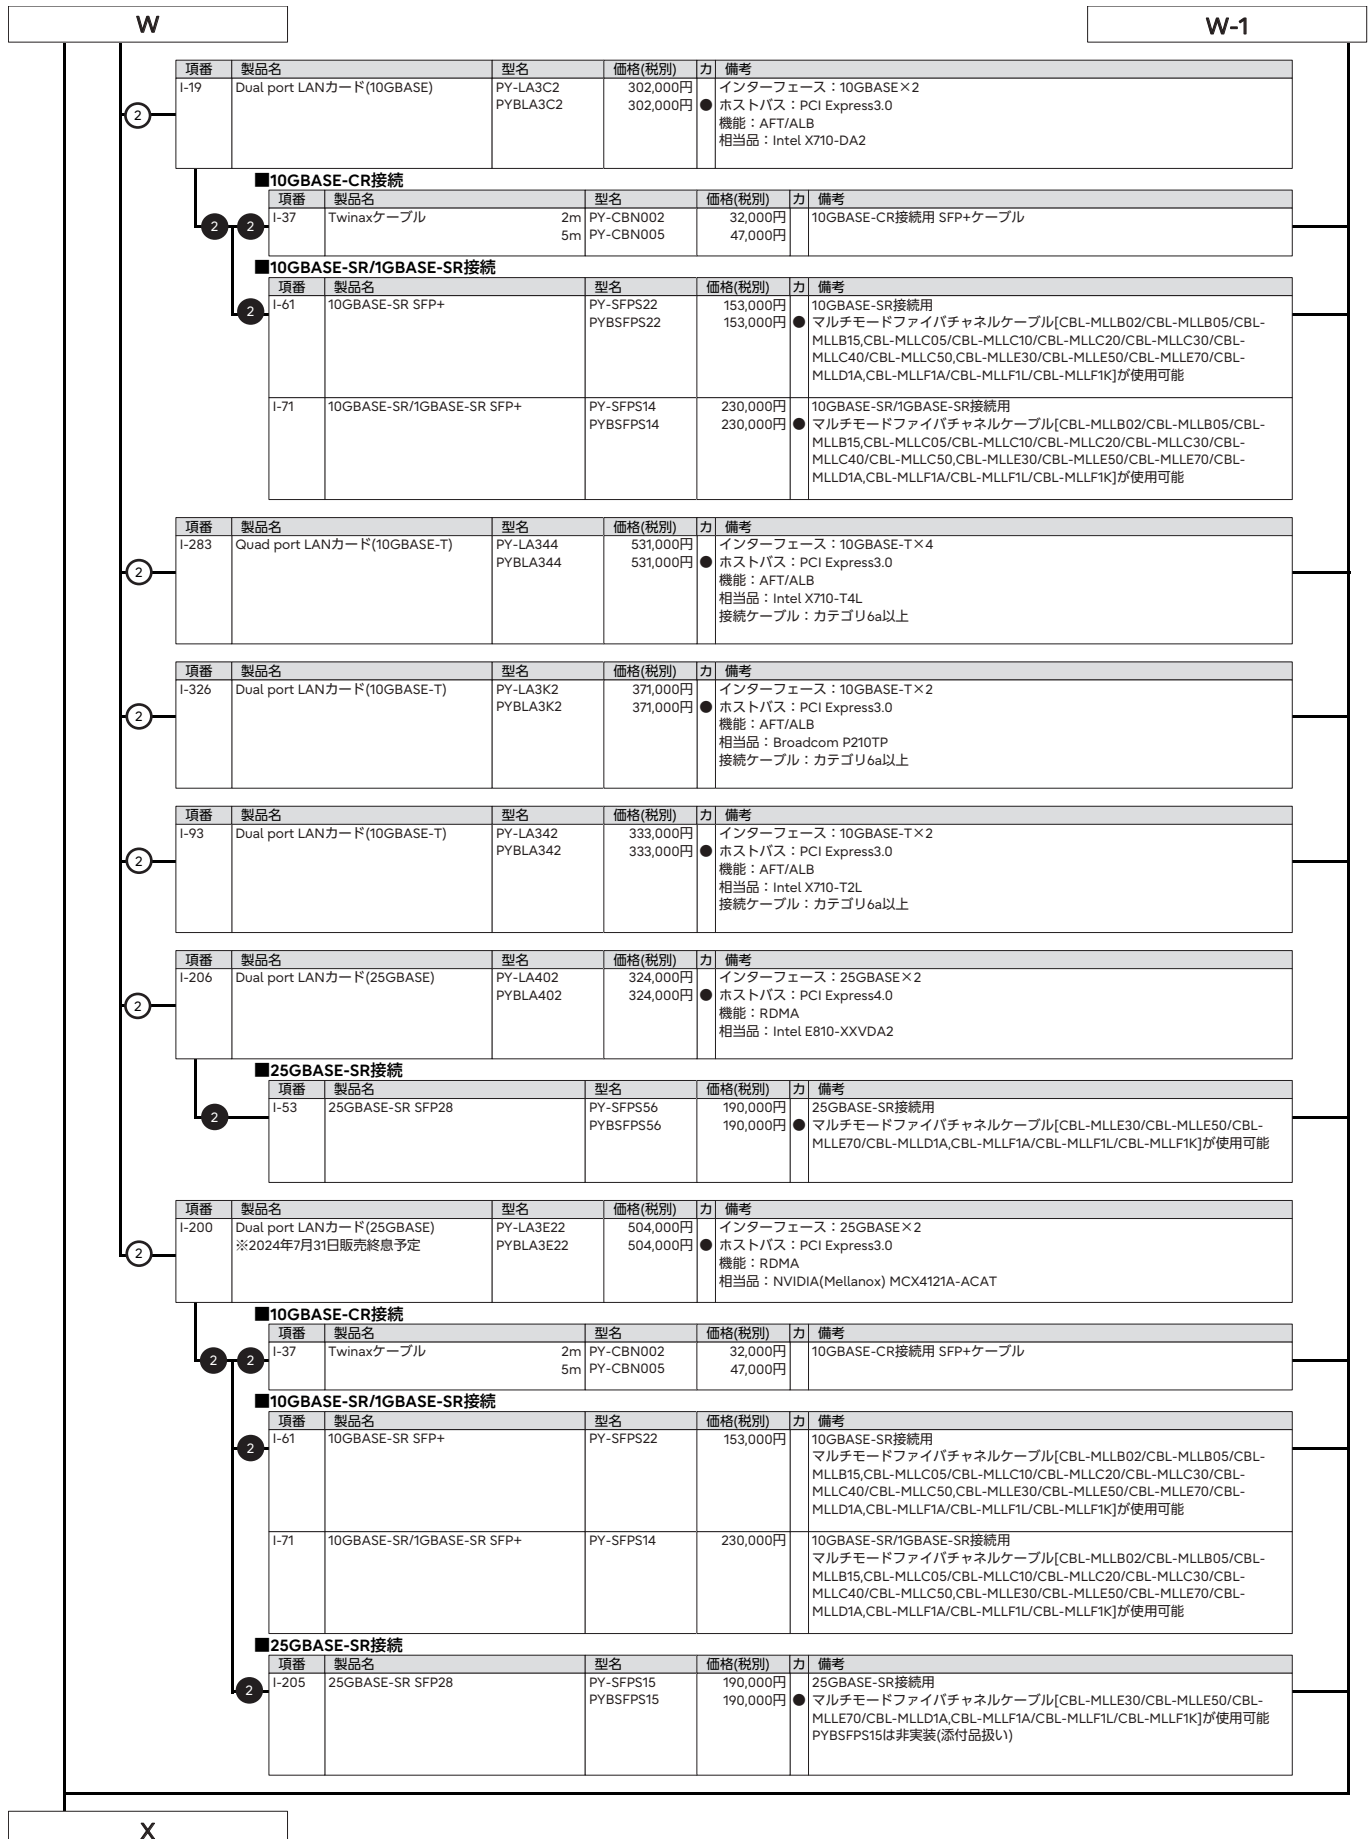 W
W-1
項番 製品名 型名 価格(税別) カ 備考
I-19 Dual port LANカード(10GBASE) PY-LA3C2 302,000円 インターフェース：10GBASE×2
PYBLA3C2 302,000円 ● ホストバス：PCI Express3.0
機能：AFT/ALB
相当品：Intel X710-DA2
2
■10GBASE-CR接続
項番 製品名 型名 価格(税別) カ 備考
I-37 Twinaxケーブル 2m PY-CBN002 32,000円 10GBASE-CR接続用 SFP+ケーブル
5m PY-CBN005 47,000円
2 2
■10GBASE-SR/1GBASE-SR接続
項番 製品名 型名 価格(税別) カ 備考
I-61 10GBASE-SR SFP+ PY-SFPS22 153,000円 10GBASE-SR接続用
PYBSFPS22 153,000円 ● マルチモードファイバチャネルケーブル[CBL-MLLB02/CBL-MLLB05/CBL-
MLLB15,CBL-MLLC05/CBL-MLLC10/CBL-MLLC20/CBL-MLLC30/CBL-
MLLC40/CBL-MLLC50,CBL-MLLE30/CBL-MLLE50/CBL-MLLE70/CBL-
MLLD1A,CBL-MLLF1A/CBL-MLLF1L/CBL-MLLF1K]が使用可能
2
I-71 10GBASE-SR/1GBASE-SR SFP+ PY-SFPS14 230,000円 10GBASE-SR/1GBASE-SR接続用
PYBSFPS14 230,000円 ● マルチモードファイバチャネルケーブル[CBL-MLLB02/CBL-MLLB05/CBL-
MLLB15,CBL-MLLC05/CBL-MLLC10/CBL-MLLC20/CBL-MLLC30/CBL-
MLLC40/CBL-MLLC50,CBL-MLLE30/CBL-MLLE50/CBL-MLLE70/CBL-
MLLD1A,CBL-MLLF1A/CBL-MLLF1L/CBL-MLLF1K]が使用可能
項番 製品名 型名 価格(税別) カ 備考
I-283 Quad port LANカード(10GBASE-T) PY-LA344 531,000円 インターフェース：10GBASE-T×4
PYBLA344 531,000円 ● ホストバス：PCI Express3.0
機能：AFT/ALB
相当品：Intel X710-T4L
接続ケーブル：カテゴリ6a以上
2
項番 製品名 型名 価格(税別) カ 備考
I-326 Dual port LANカード(10GBASE-T) PY-LA3K2 371,000円 インターフェース：10GBASE-T×2
PYBLA3K2 371,000円 ● ホストバス：PCI Express3.0
機能：AFT/ALB
相当品：Broadcom P210TP
接続ケーブル：カテゴリ6a以上
2
項番 製品名 型名 価格(税別) カ 備考
I-93 Dual port LANカード(10GBASE-T) PY-LA342 333,000円 インターフェース：10GBASE-T×2
PYBLA342 333,000円 ● ホストバス：PCI Express3.0
機能：AFT/ALB
相当品：Intel X710-T2L
接続ケーブル：カテゴリ6a以上
2
項番 製品名 型名 価格(税別) カ 備考
I-206 Dual port LANカード(25GBASE) PY-LA402 324,000円 インターフェース：25GBASE×2
PYBLA402 324,000円 ● ホストバス：PCI Express4.0
機能：RDMA
相当品：Intel E810-XXVDA2
2
■25GBASE-SR接続
項番 製品名 型名 価格(税別) カ 備考
I-53 25GBASE-SR SFP28 PY-SFPS56 190,000円 25GBASE-SR接続用
PYBSFPS56 190,000円 ● マルチモードファイバチャネルケーブル[CBL-MLLE30/CBL-MLLE50/CBL-
MLLE70/CBL-MLLD1A,CBL-MLLF1A/CBL-MLLF1L/CBL-MLLF1K]が使用可能
2
項番 製品名 型名 価格(税別) カ 備考
I-200 Dual port LANカード(25GBASE) PY-LA3E22 504,000円 インターフェース：25GBASE×2
※2024年7月31日販売終息予定 PYBLA3E22 504,000円 ● ホストバス：PCI Express3.0
機能：RDMA
相当品：NVIDIA(Mellanox) MCX4121A-ACAT
2
■10GBASE-CR接続
項番 製品名 型名 価格(税別) カ 備考
I-37 Twinaxケーブル 2m PY-CBN002 32,000円 10GBASE-CR接続用 SFP+ケーブル
5m PY-CBN005 47,000円
2 2
■10GBASE-SR/1GBASE-SR接続
項番 製品名 型名 価格(税別) カ 備考
I-61 10GBASE-SR SFP+ PY-SFPS22 153,000円 10GBASE-SR接続用
マルチモードファイバチャネルケーブル[CBL-MLLB02/CBL-MLLB05/CBL-
MLLB15,CBL-MLLC05/CBL-MLLC10/CBL-MLLC20/CBL-MLLC30/CBL-
MLLC40/CBL-MLLC50,CBL-MLLE30/CBL-MLLE50/CBL-MLLE70/CBL-
MLLD1A,CBL-MLLF1A/CBL-MLLF1L/CBL-MLLF1K]が使用可能
2
I-71 10GBASE-SR/1GBASE-SR SFP+ PY-SFPS14 230,000円 10GBASE-SR/1GBASE-SR接続用
マルチモードファイバチャネルケーブル[CBL-MLLB02/CBL-MLLB05/CBL-
MLLB15,CBL-MLLC05/CBL-MLLC10/CBL-MLLC20/CBL-MLLC30/CBL-
MLLC40/CBL-MLLC50,CBL-MLLE30/CBL-MLLE50/CBL-MLLE70/CBL-
MLLD1A,CBL-MLLF1A/CBL-MLLF1L/CBL-MLLF1K]が使用可能
■25GBASE-SR接続
項番 製品名 型名 価格(税別) カ 備考
I-205 25GBASE-SR SFP28 PY-SFPS15 190,000円 25GBASE-SR接続用
PYBSFPS15 190,000円 ● マルチモードファイバチャネルケーブル[CBL-MLLE30/CBL-MLLE50/CBL-
MLLE70/CBL-MLLD1A,CBL-MLLF1A/CBL-MLLF1L/CBL-MLLF1K]が使用可能
PYBSFPS15は非実装(添付品扱い)
2
X